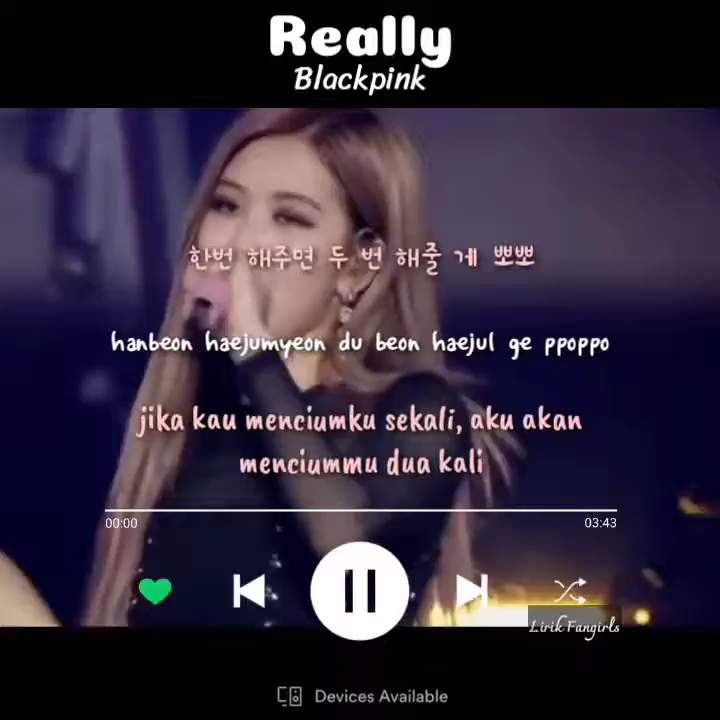 Really
Blackpink
한번 해주면 두 번 해줄 게 뽀뽀
hanbeon haejumyeon du beon haejul ge ppoppo
jika kau menciumku sekali, aku akan
menciummu dua kali
00:00 03:43
Lirik Fangirls
Devices Available